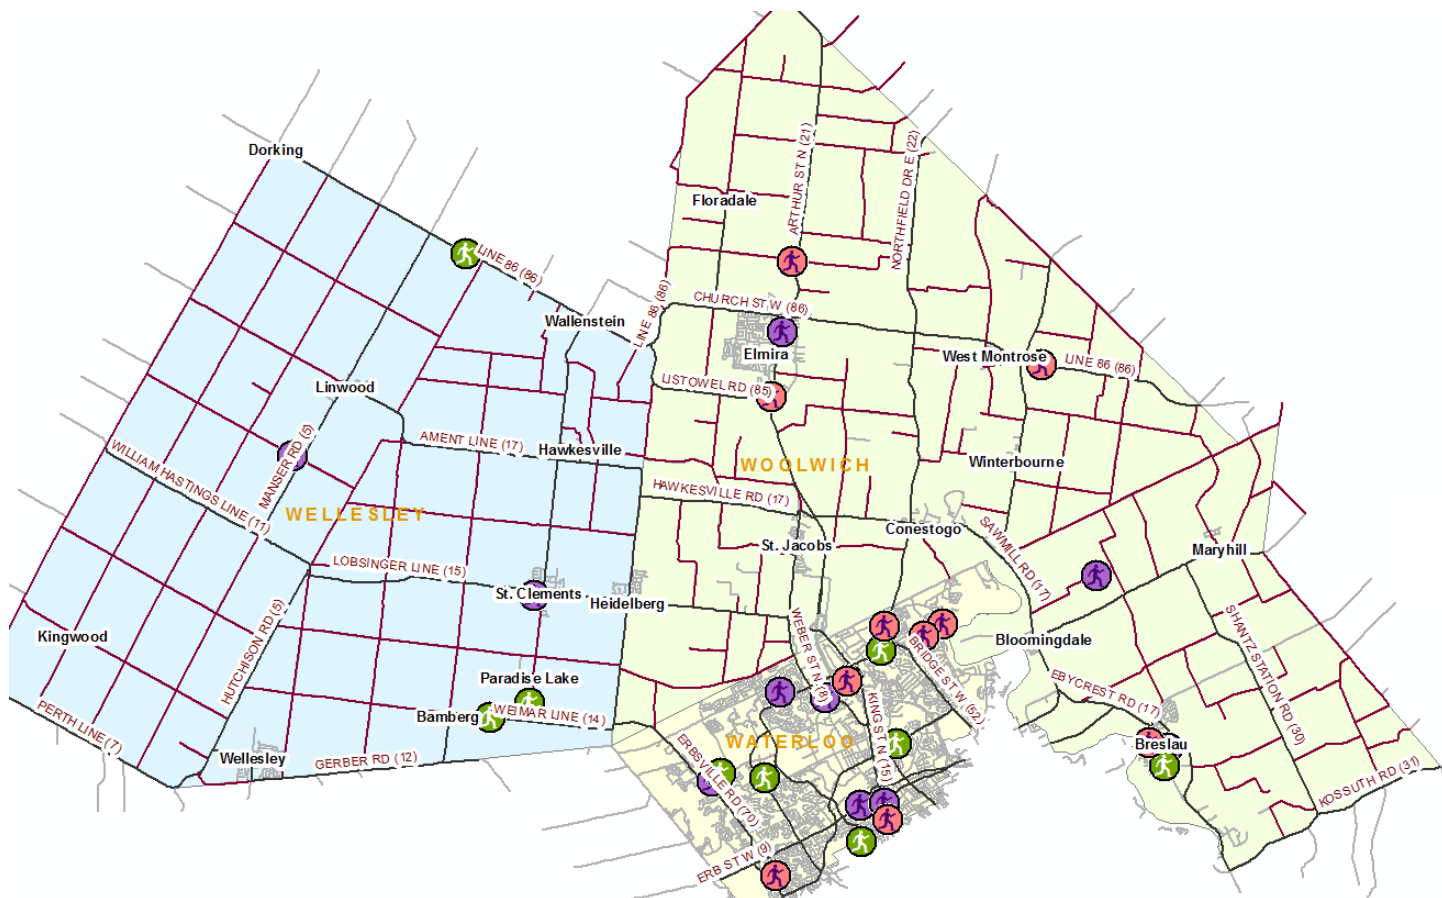 Dorking
ARTHUR ST N (21)
NORTHFIELD DR E (22)
Floradale
LINE 86 (86)
LINE 86 (86)
CHURCH ST W (86)
Wallenstein
Elmira
West Montrose
LINE 86 (86)
Linwood
LISTOWEL RD (85)
MANSER RD (5)
AMENT LINE (17)
Hawkesville
WILLIAM HASTINGS LINE (11)
WOOLWICH
Winterbourne
HAWKESVILLE RD (17)
WELLESLEY
Conestogo
SAWMILL RD (17)
St. Jacobs
Maryhill
LOBSINGER LINE (15)
St. Clements
Heidelberg
HUTCHISON RD (5)
WEBER ST N (8)
Kingwood
BRIDGE ST W (52)
Bloomingdale
SHANTZ STATION RD (30)
Paradise Lake
EBYCREST RD (17)
KING ST N (15)
Bamberg
WEIMAR LINE (14)
PERTH LINE (7)
WATERLOO
Breslau
Wellesley
GERBER RD (12)
ERBSVILLE RD (70)
KOSSUTH RD (31)
ERB ST W (9)